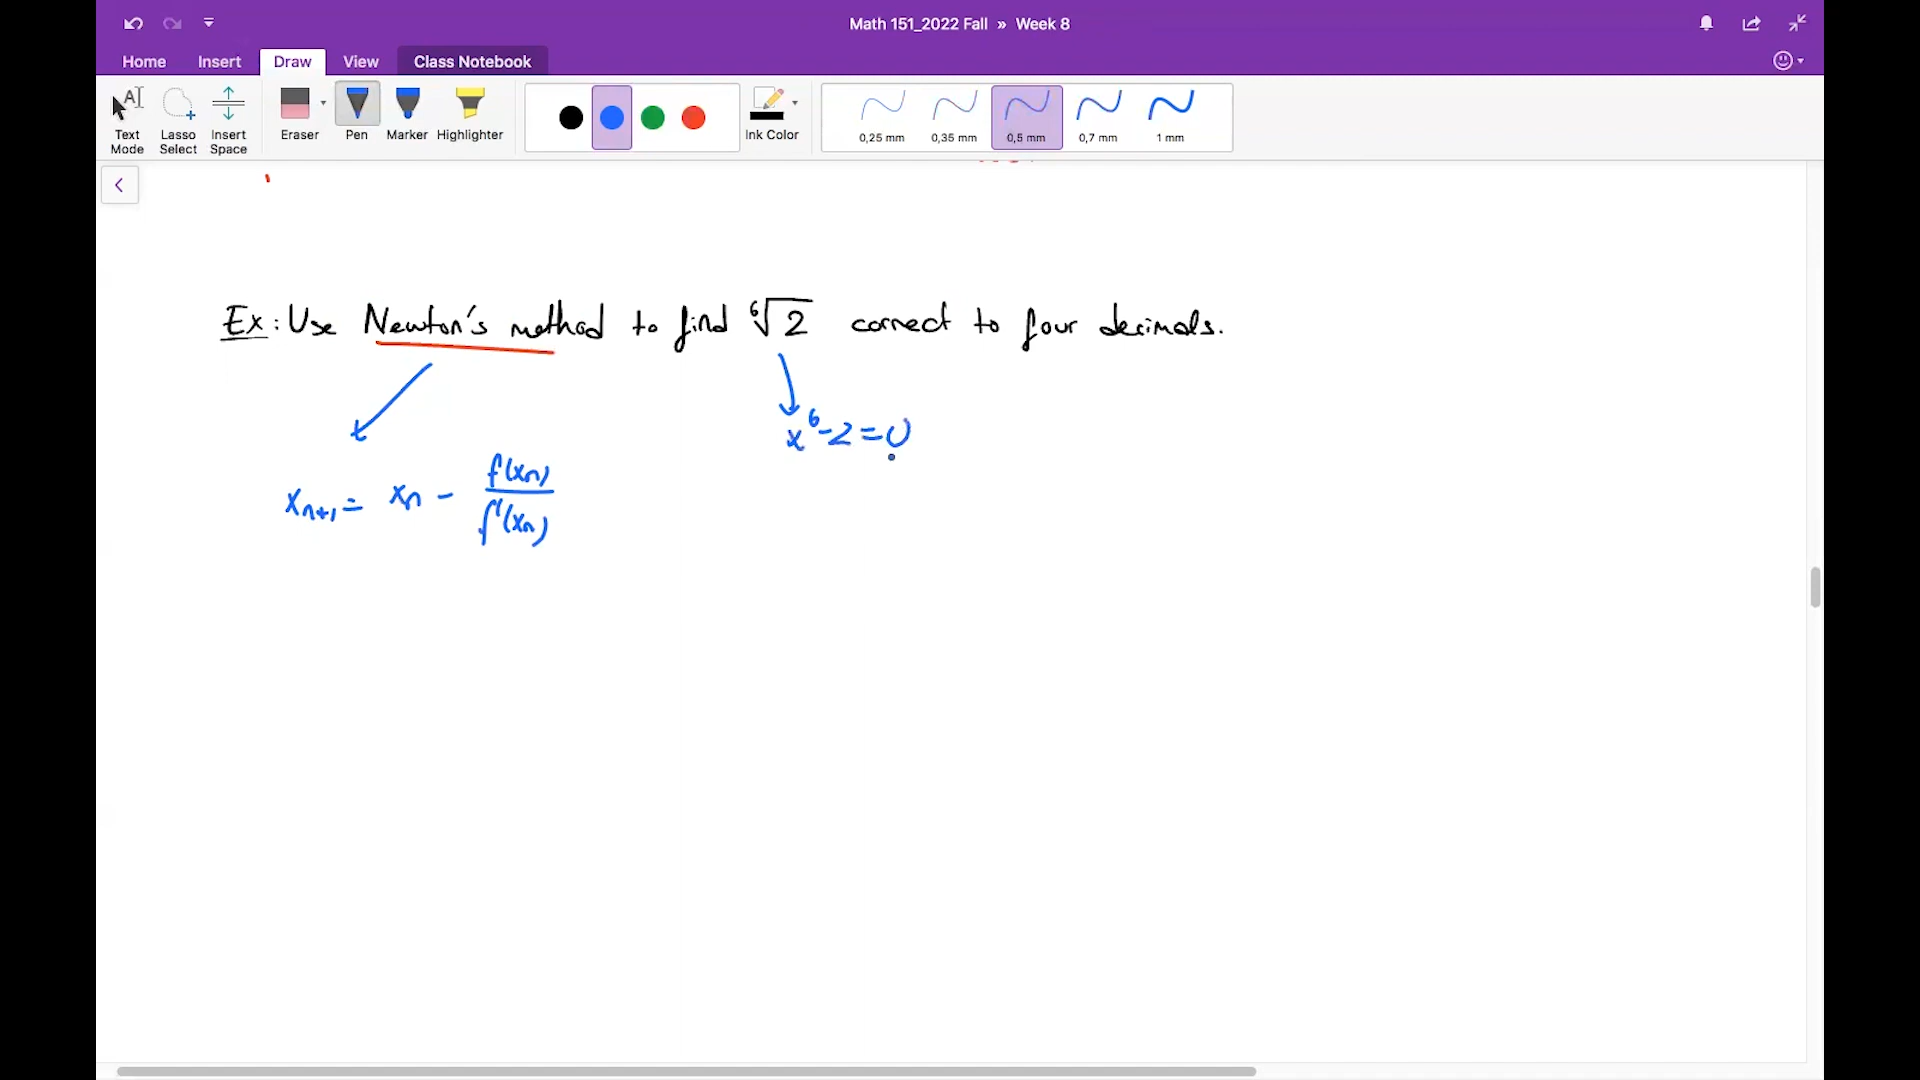 Math 151_2022 Fall » Week 8
Home Insert Draw View Class Notebook
Text Mode Lasso Select Insert Space Eraser Pen Marker Highlighter Ink Color 0,25 mm 0,35 mm 0,5 mm 0,7 mm 1 mm
Ex: Use Newton's method to find ⁶√2 correct to four decimals.
x⁶-2=0
xₙ₊₁ = xₙ - f(xₙ)/f'(xₙ)